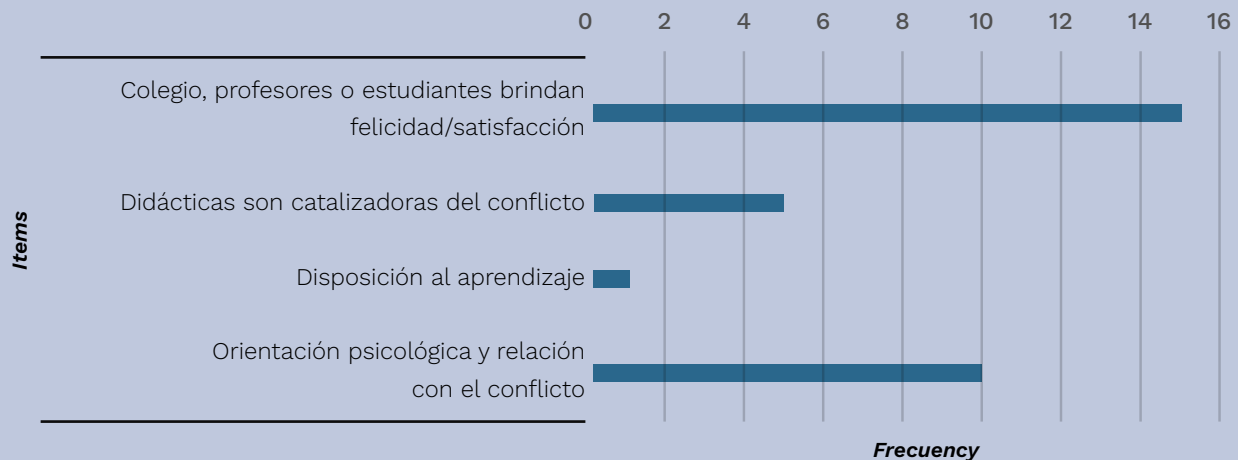 0 2 4 6 8 10 12 14 16
Colegio, profesores o estudiantes brindan
felicidad/satisfacción
Didácticas son catalizadoras del conflicto
Items
Disposición al aprendizaje
Orientación psicológica y relación
con el conflicto
Frecuency